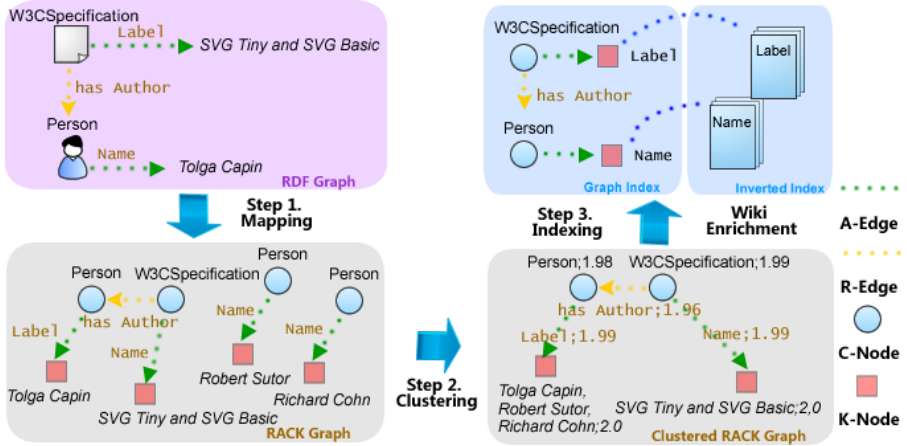 W3CSpecification
Label
SVG Tiny and SVG Basic
has Author
Person
Name
Tolga Capin
RDF Graph
Step 1.
Mapping
Person
Person
W3CSpecification
Person
Label
has Author
Name
Name
Name
Tolga Capin
Robert Sutor
Richard Cohn
SVG Tiny and SVG Basic
RACK Graph
Step 2.
Clustering
Person;1.98
W3CSpecification;1.99
has Author;1.96
Label;1.99
Name;1.99
Tolga Capin,
Robert Sutor,
Richard Cohn;2.0
SVG Tiny and SVG Basic;2,0
Clustered RACK Graph
Step 3.
Indexing
Wiki
Enrichment
W3CSpecification
Label
has Author
Person
Name
Graph Index
Label
Name
Inverted Index
A-Edge
R-Edge
C-Node
K-Node